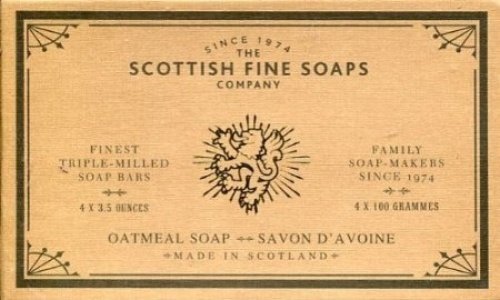 SINCE 1974
THE
SCOTTISH FINE SOAPS
COMPANY
FINEST
TRIPLE-MILLED
SOAP BARS
4 X 3.5 OUNCES
FAMILY
SOAP-MAKERS
SINCE 1974
4 X 100 GRAMMES
OATMEAL SOAP SAVON D'AVOINE
MADE IN SCOTLAND